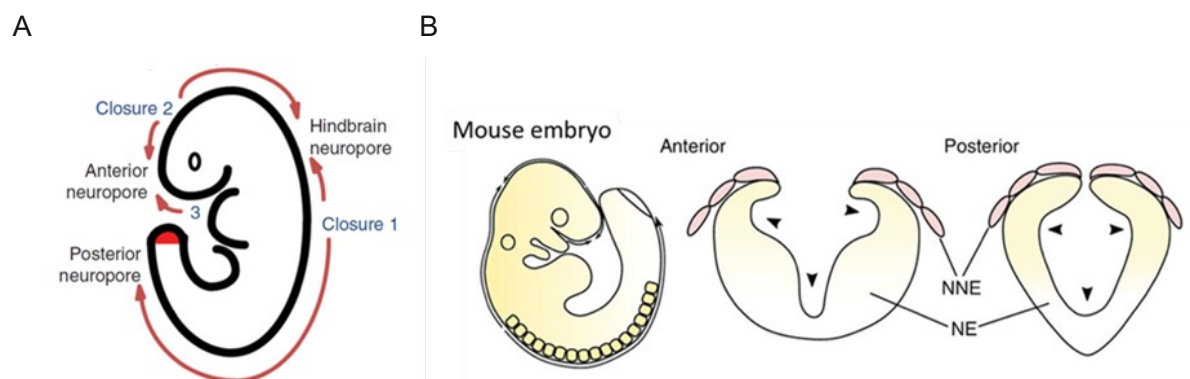 A
B
Closure 2
Hindbrain
neuropore
Anterior
neuropore
3
Closure 1
Posterior
neuropore
Mouse embryo
Anterior
Posterior
NNE
NE